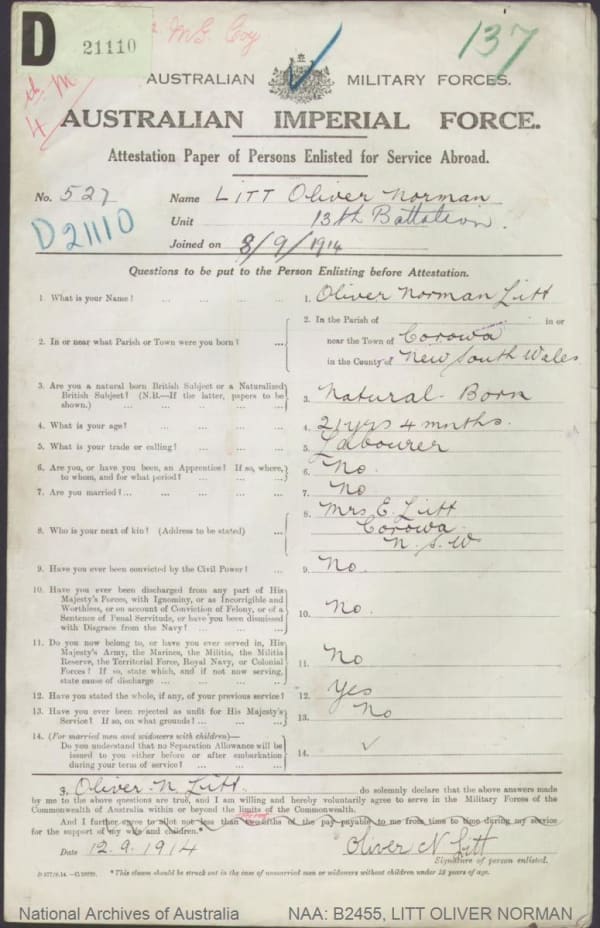 D
21110
M G Coy
137
4th M
AUSTRALIAN MILITARY FORCES.
AUSTRALIAN IMPERIAL FORCE.
Attestation Paper of Persons Enlisted for Service Abroad.
No. 527
Name LITT Oliver Norman
D21110
Unit 13th Battalion.
Joined on 8/9/1914
Questions to be put to the Person Enlisting before Attestation.
1. What is your Name? ... ... ... ...
1. Oliver Norman Litt
2. In or near what Parish or Town were you born? ...
2. In the Parish of in or
near the Town of Corowa
in the County of New South Wales
3. Are you a natural born British Subject or a Naturalized
British Subject? (N.B.—If the latter, papers to be
shown.) ... ... ... ...
3. Natural-Born
4. What is your age? ... ... ... ...
4. 21yrs 4 mnths.
5. What is your trade or calling? ... ... ...
5. Labourer
6. Are you, or have you been, an Apprentice? If so, where,
to whom, and for what period? ... ... ...
6. No.
7. Are you married? ... ... ... ...
7. No
8. Who is your next of kin? (Address to be stated) ...
8. Mrs E. Litt
Corowa
N.S.W
9. Have you ever been convicted by the Civil Power? ...
9. No.
10. Have you ever been discharged from any part of His
Majesty's Forces, with Ignominy, or as Incorrigible and
Worthless, or on account of Conviction of Felony, or of a
Sentence of Penal Servitude, or have you been dismissed
with Disgrace from the Navy? ... ... ...
10. No.
11. Do you now belong to, or have you ever served in, His
Majesty's Army, the Marines, the Militia, the Militia
Reserve, the Territorial Force, Royal Navy, or Colonial
Forces? If so, state which, and if not now serving,
state cause of discharge ... ... ... ...
11. No
12. Have you stated the whole, if any, of your previous service?
12. Yes
13. Have you ever been rejected as unfit for His Majesty's
Service? If so, on what grounds? ... ... ...
13. No
14. (For married men and widowers with children)—
Do you understand that no Separation Allowance will be
issued to you either before or after embarkation
during your term of service? ... ... ...
14. ✓
I, Oliver. N. Litt. do solemnly declare that the above answers made
by me to the above questions are true, and I am willing and hereby voluntarily agree to serve in the Military Forces of the
Commonwealth of Australia within or beyond the limits of the Commonwealth.
And I further agree to allot not less than two-fifths of the pay payable to me from time to time during my service
for the support of my wife and children.*
Date 12.9.1914
Oliver N Litt
Signature of person enlisted.
*This clause should be struck out in the case of unmarried men or widowers without children under 18 years of age.
National Archives of Australia
NAA: B2455, LITT OLIVER NORMAN